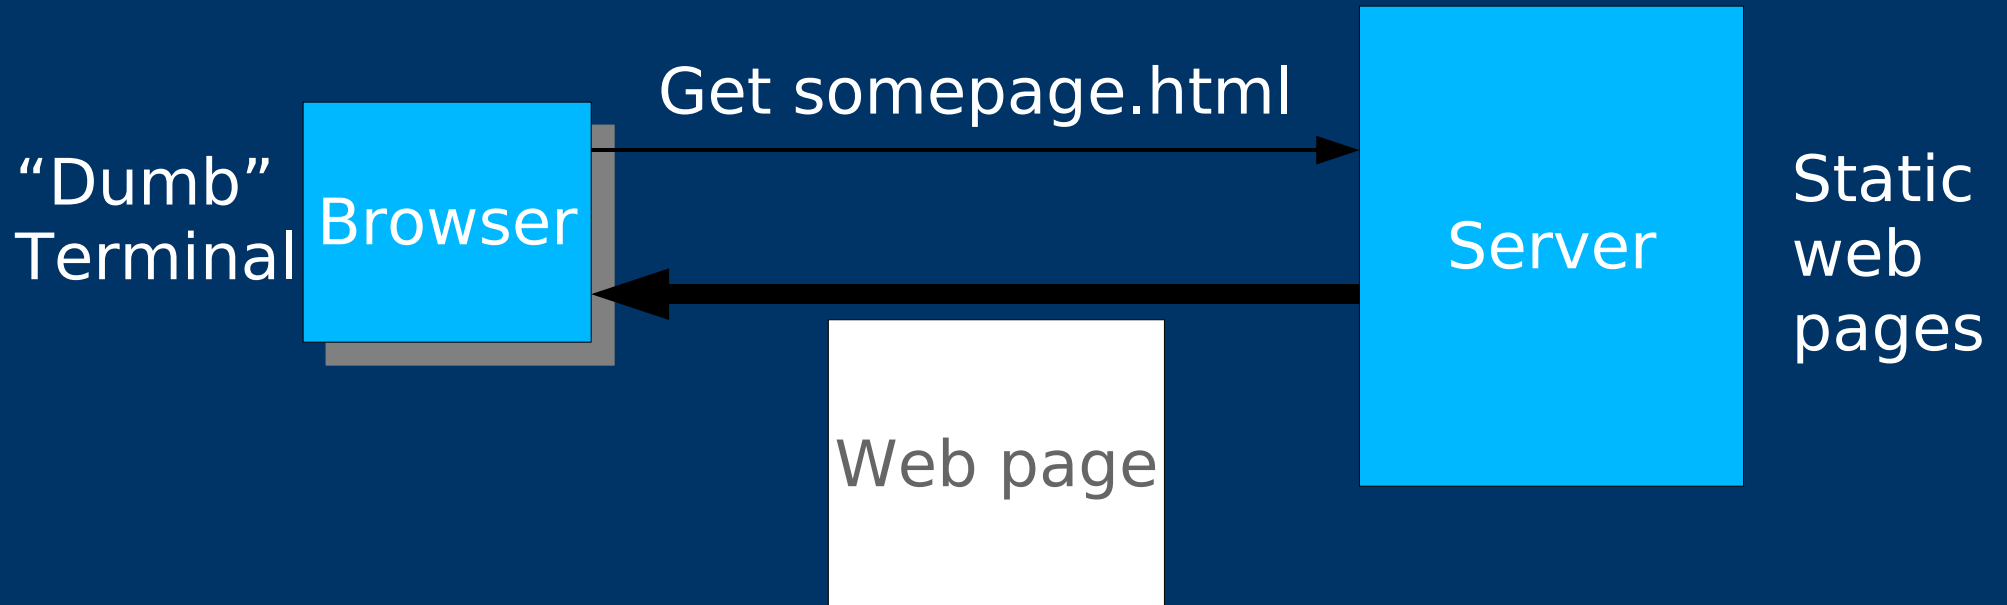 Get somepage.html
“Dumb”
Terminal
Browser
Server
Static
web
pages
Web page